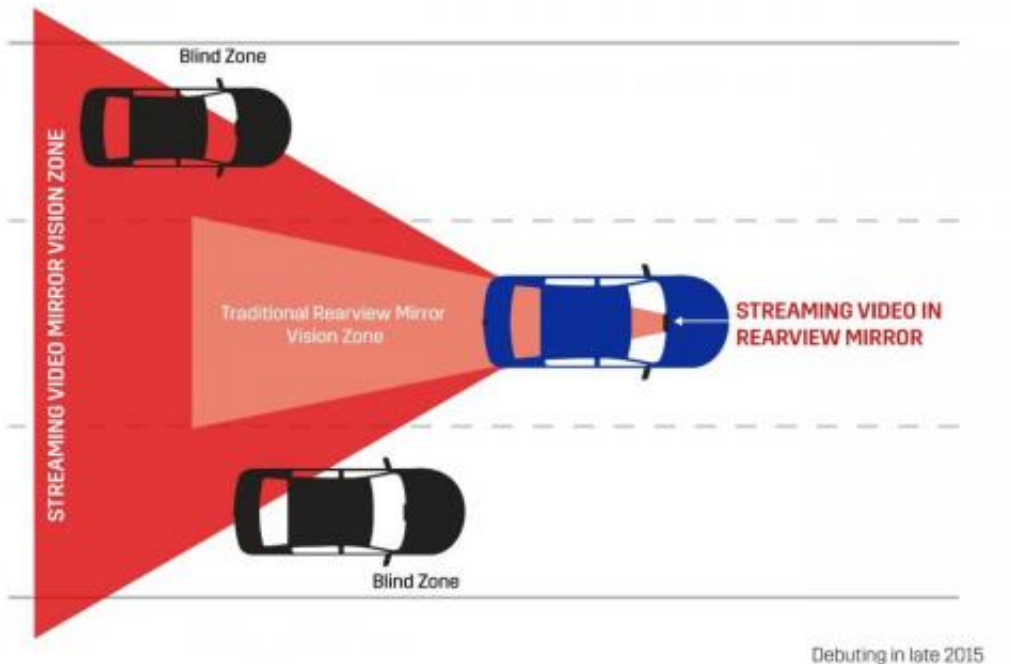 Blind Zone
STREAMING VIDEO MIRROR VISION ZONE
Traditional Rearview Mirror
Vision Zone
STREAMING VIDEO IN
REARVIEW MIRROR
Blind Zone
Debuting in late 2015